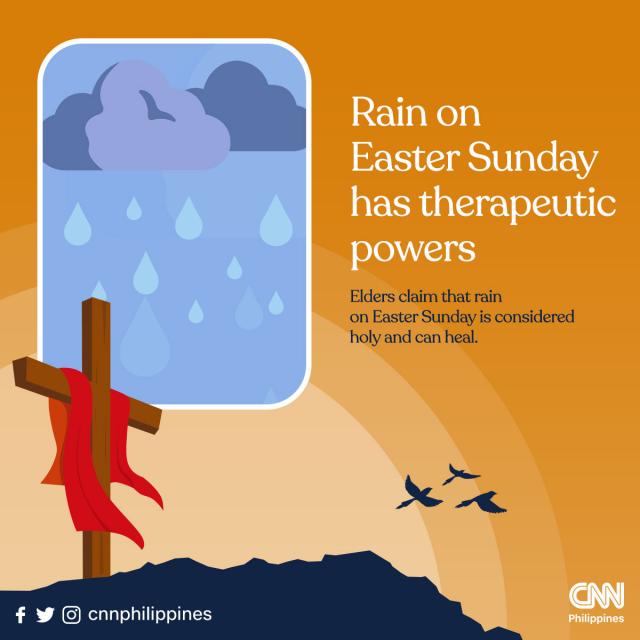 Rain on
Easter Sunday
has therapeutic
powers
Elders claim that rain
on Easter Sunday is considered
holy and can heal.
cnnphilippines
CNN
Philippines